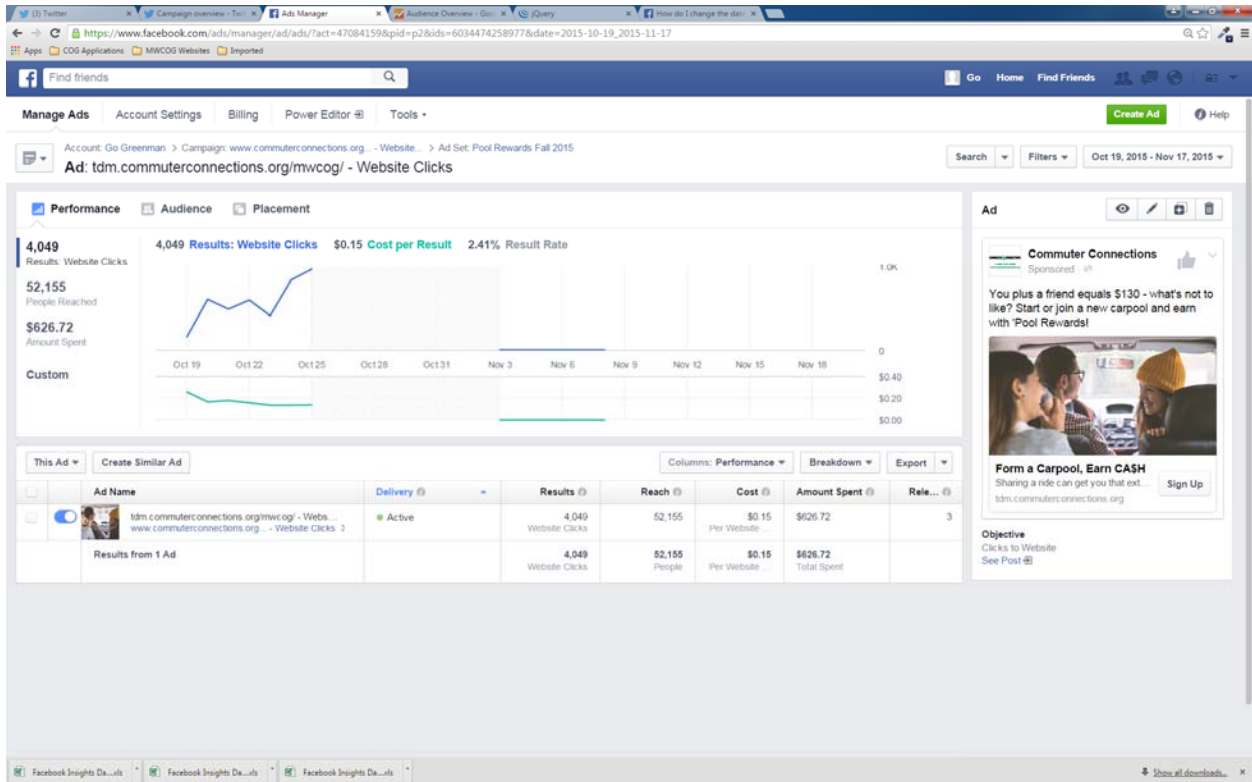 (3) Twitter
Campaign overview - Twi
Ads Manager
Audience Overview - Goo
jQuery
How do I change the date
https://www.facebook.com/ads/manager/ad/ads/?act=47084159&pid=p2&ids=6034474258977&date=2015-10-19_2015-11-17
Apps COG Applications MWCOG Websites Imported
Find friends
Go Home Find Friends
Manage Ads Account Settings Billing Power Editor Tools
Create Ad Help
Account: Go Greenman > Campaign: www.commuterconnections.org... - Website... > Ad Set: Pool Rewards Fall 2015
Ad: tdm.commuterconnections.org/mwcog/ - Website Clicks
Search Filters Oct 19, 2015 - Nov 17, 2015
Performance Audience Placement
4,049
Results: Website Clicks
52,155
People Reached
$626.72
Amount Spent
Custom
4,049 Results: Website Clicks $0.15 Cost per Result 2.41% Result Rate
1.0K
0
Oct 19 Oct 22 Oct 25 Oct 28 Oct 31 Nov 3 Nov 6 Nov 9 Nov 12 Nov 15 Nov 18
$0.40
$0.20
$0.00
Ad
Commuter Connections
Sponsored
You plus a friend equals $130 - what's not to
like? Start or join a new carpool and earn
with 'Pool Rewards!
Form a Carpool, Earn CA$H
Sharing a ride can get you that ext...
Sign Up
tdm.commuterconnections.org
Objective
Clicks to Website
See Post
This Ad Create Similar Ad
Columns: Performance Breakdown Export
Ad Name Delivery Results Reach Cost Amount Spent Rele...
tdm.commuterconnections.org/mwcog/ - Webs... Active 4,049 52,155 $0.15 $626.72 3
www.commuterconnections.org... - Website Clicks Website Clicks Per Website ...
Results from 1 Ad 4,049 52,155 $0.15 $626.72
Website Clicks People Per Website ... Total Spent
Facebook Insights Da....xls Facebook Insights Da....xls Facebook Insights Da....xls
Show all downloads...